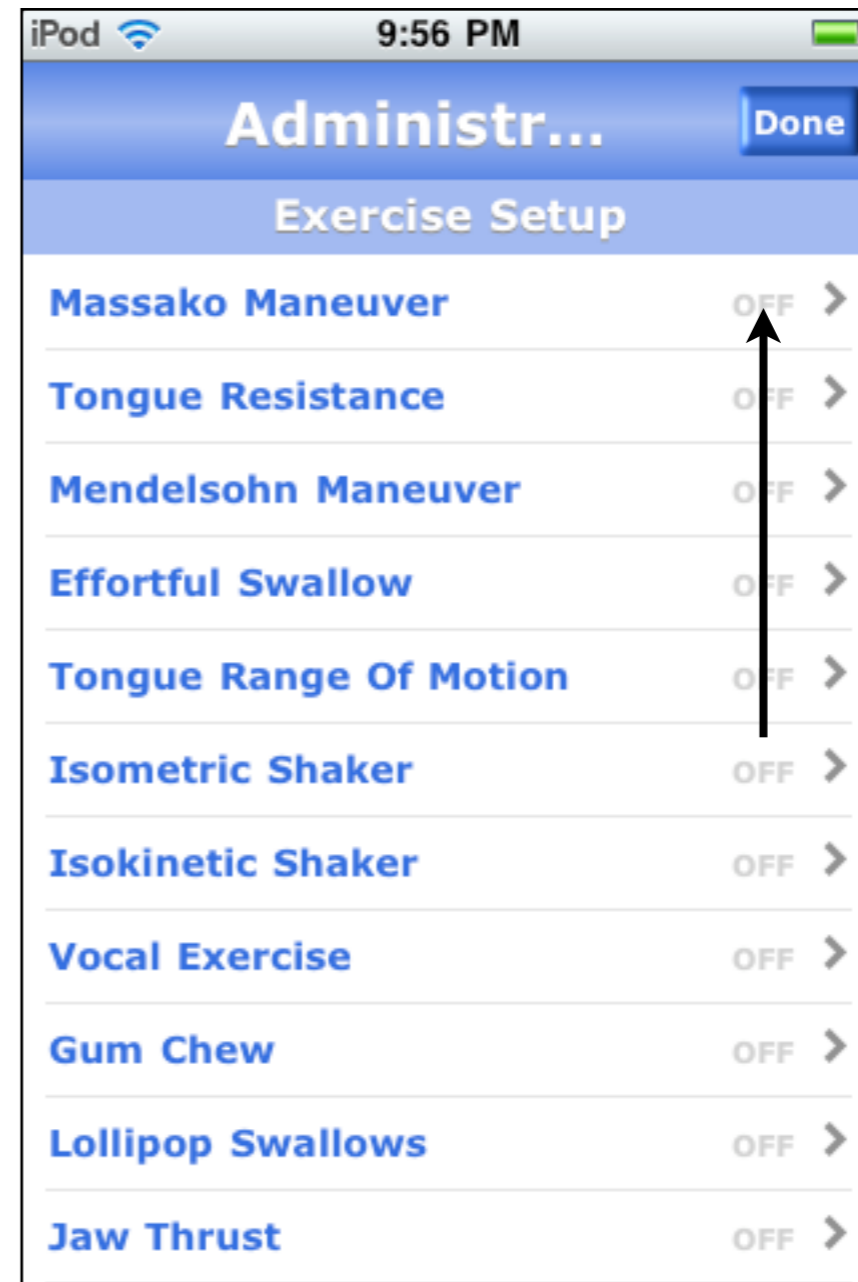 iPod 9:56 PM
Administr... Done
Exercise Setup
Massako Maneuver OFF
Tongue Resistance OFF
Mendelsohn Maneuver OFF
Effortful Swallow OFF
Tongue Range Of Motion OFF
Isometric Shaker OFF
Isokinetic Shaker OFF
Vocal Exercise OFF
Gum Chew OFF
Lollipop Swallows OFF
Jaw Thrust OFF